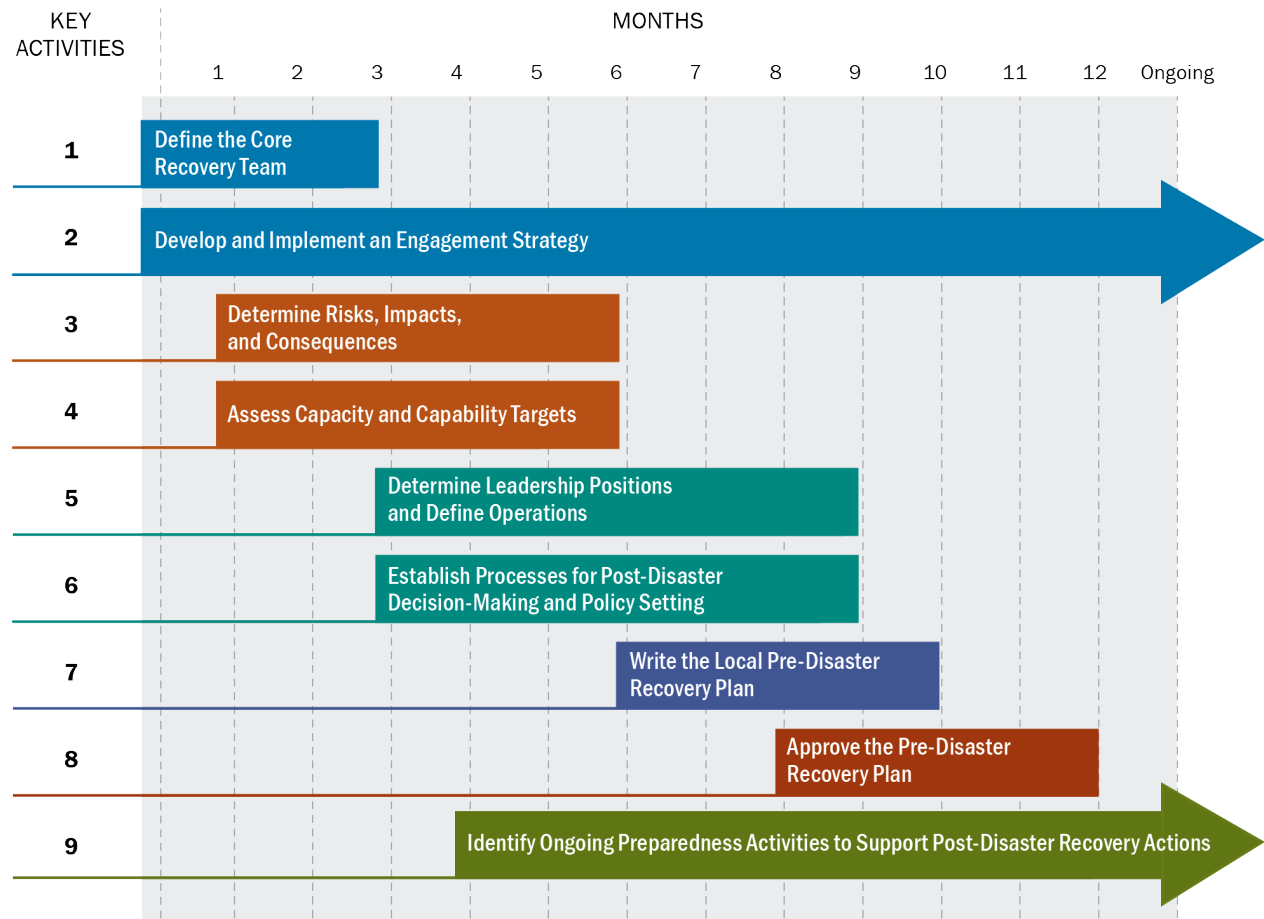 KEY
ACTIVITIES
MONTHS
1 2 3 4 5 6 7 8 9 10 11 12 Ongoing
1
Define the Core
Recovery Team
2
Develop and Implement an Engagement Strategy
3
Determine Risks, Impacts,
and Consequences
4
Assess Capacity and Capability Targets
5
Determine Leadership Positions
and Define Operations
6
Establish Processes for Post-Disaster
Decision-Making and Policy Setting
7
Write the Local Pre-Disaster
Recovery Plan
8
Approve the Pre-Disaster
Recovery Plan
9
Identify Ongoing Preparedness Activities to Support Post-Disaster Recovery Actions